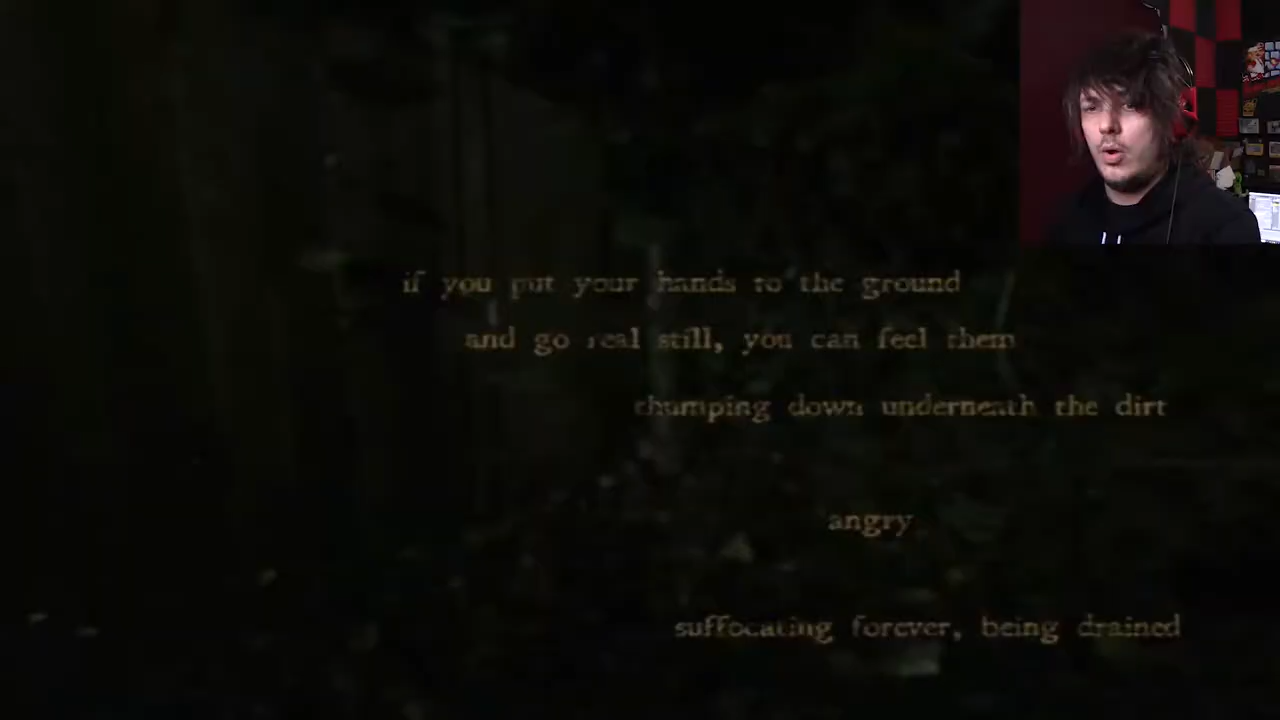 if you put your hands to the ground
and go real still, you can feel them
thumping down underneath the dirt
angry
suffocating forever, being drained